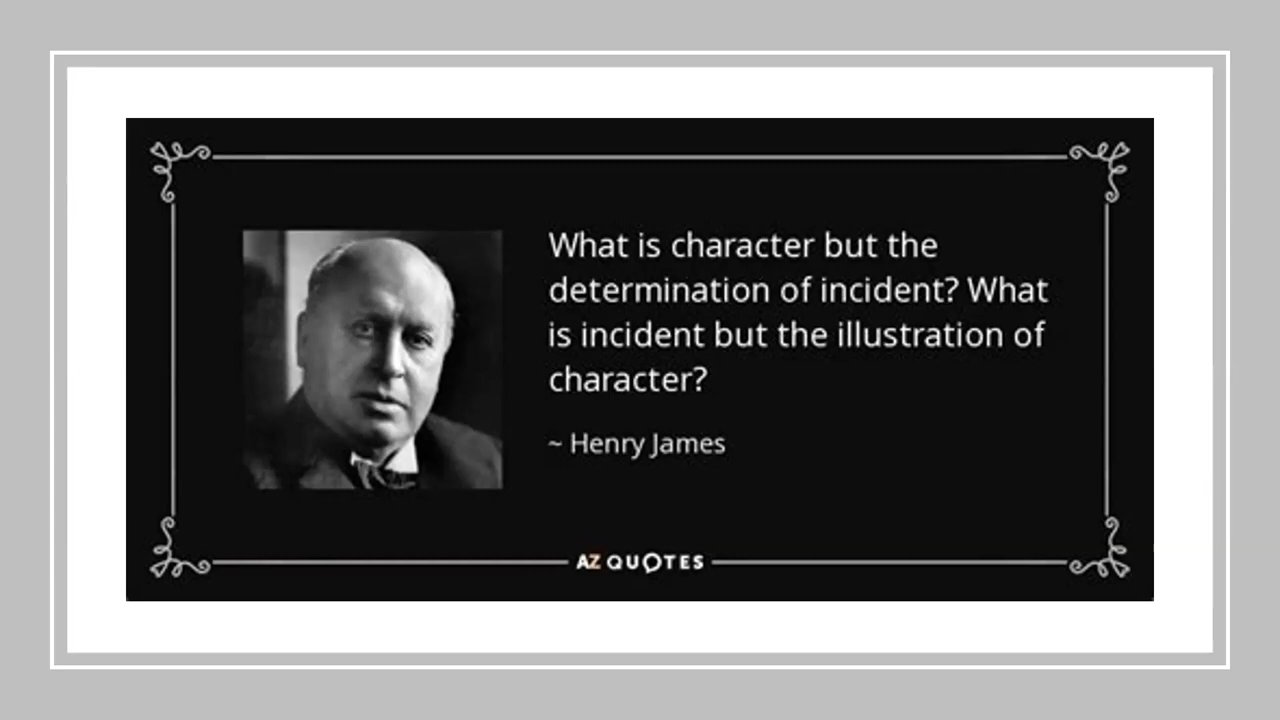 What is character but the
determination of incident? What
is incident but the illustration of
character?
~ Henry James
AZ QUOTES